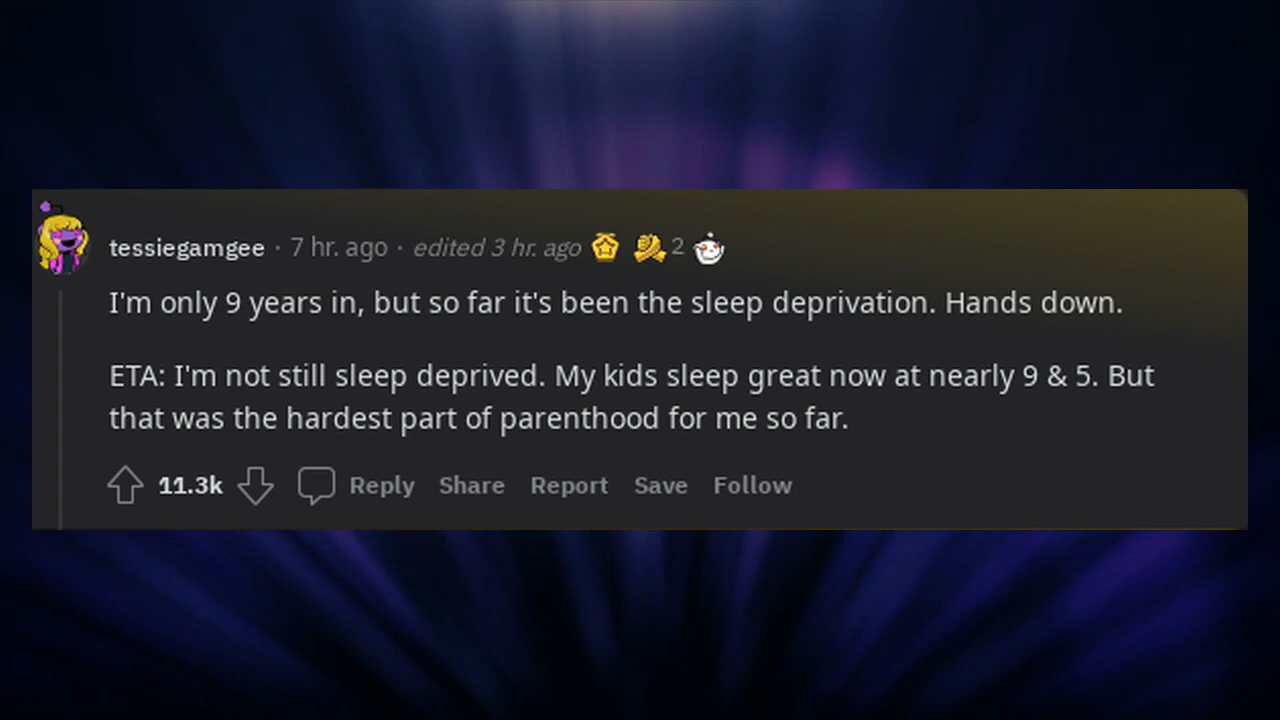 tessiegamgee · 7 hr. ago · edited 3 hr. ago 2
I'm only 9 years in, but so far it's been the sleep deprivation. Hands down.
ETA: I'm not still sleep deprived. My kids sleep great now at nearly 9 & 5. But
that was the hardest part of parenthood for me so far.
11.3k Reply Share Report Save Follow